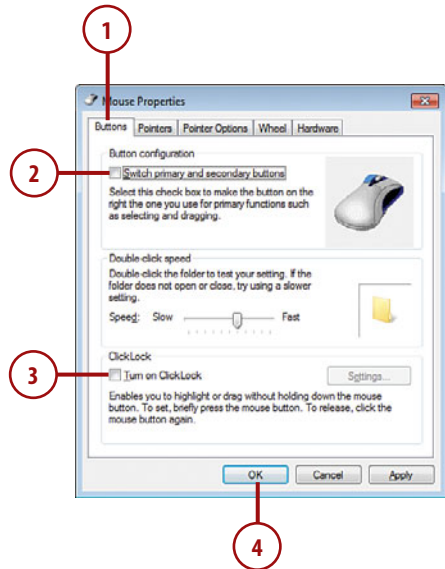 1
Mouse Properties
Buttons Pointers Pointer Options Wheel Hardware
Button configuration
2
Switch primary and secondary buttons
Select this check box to make the button on the
right the one you use for primary functions such
as selecting and dragging.
Double-click speed
Double-click the folder to test your setting. If the
folder does not open or close, try using a slower
setting.
Speed: Slow Fast
ClickLock
3
Turn on ClickLock Settings...
Enables you to highlight or drag without holding down the mouse
button. To set, briefly press the mouse button. To release, click the
mouse button again.
OK Cancel Apply
4